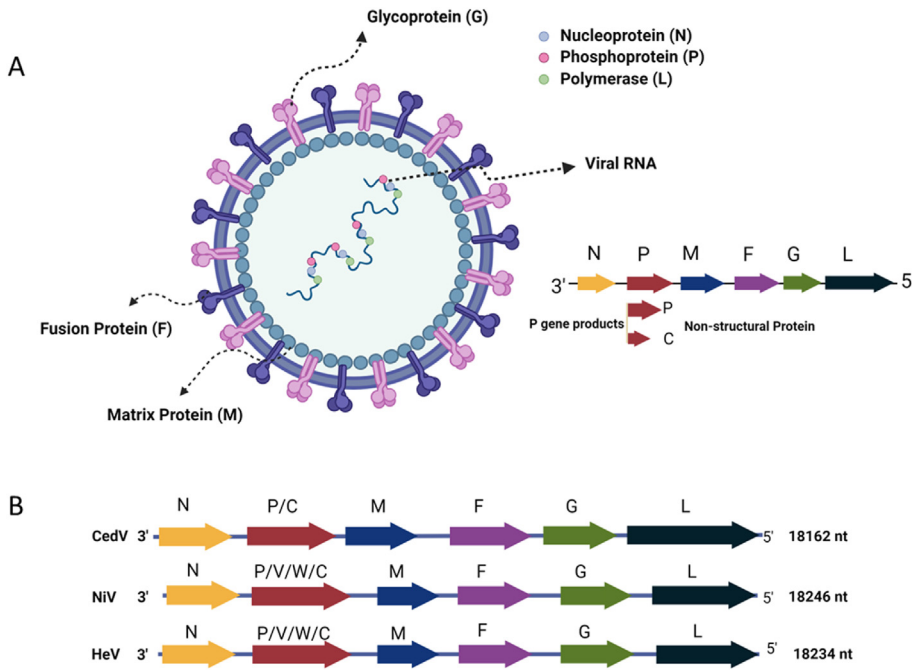 Glycoprotein (G)
Nucleoprotein (N)
Phosphoprotein (P)
Polymerase (L)
A
Viral RNA
N P M F G L
3' 5'
P
P gene products Non-structural Protein
C
Fusion Protein (F)
Matrix Protein (M)
B
N P/C M F G L
CedV 3' 5' 18162 nt
N P/V/W/C M F G L
NiV 3' 5' 18246 nt
N P/V/W/C M F G L
HeV 3' 5' 18234 nt